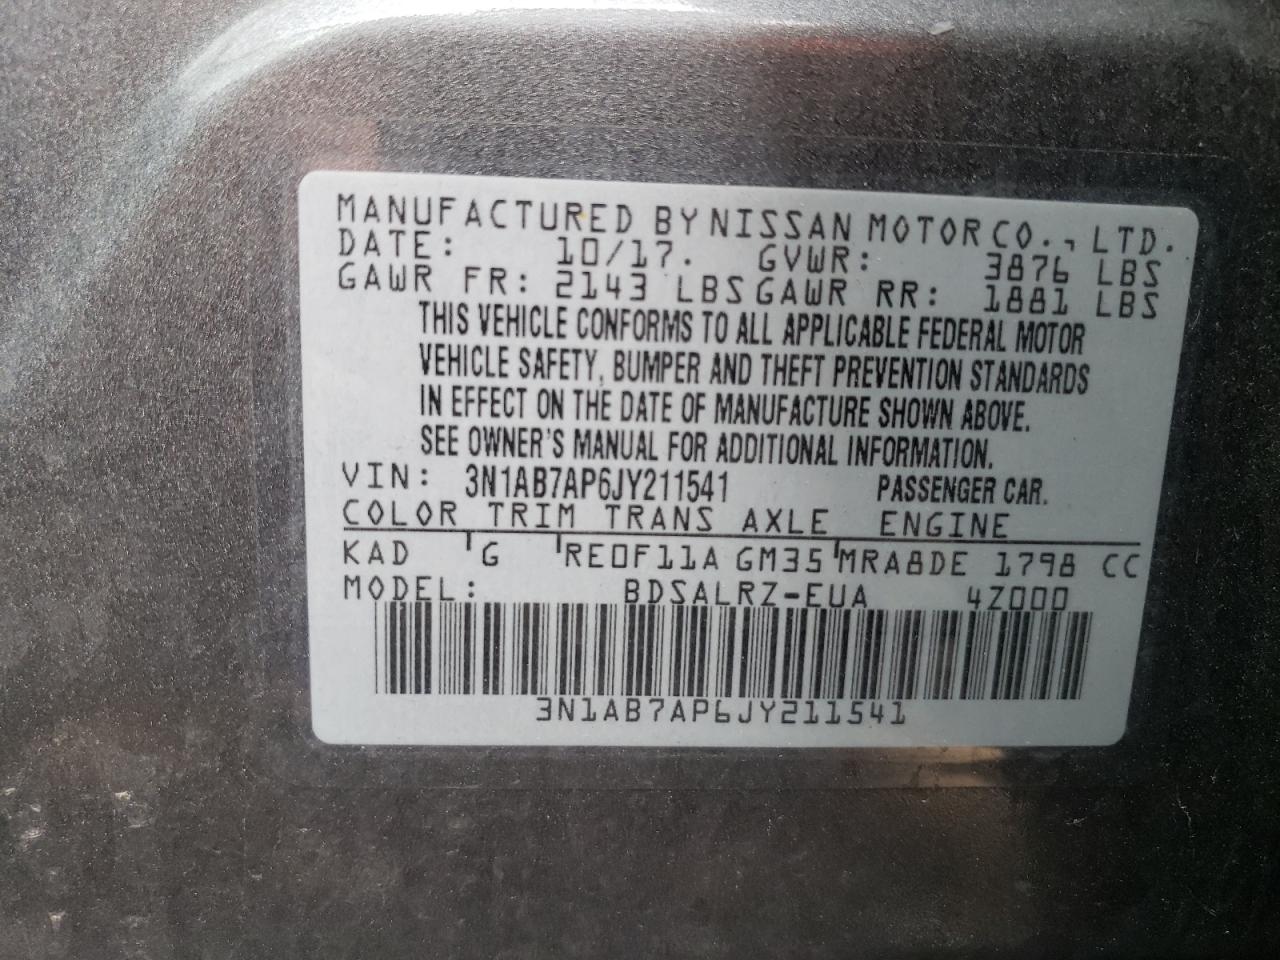 MANUFACTURED BY NISSAN MOTOR CO., LTD.
DATE: 10/17. GVWR: 3876 LBS
GAWR FR: 2143 LBS GAWR RR: 1881 LBS
THIS VEHICLE CONFORMS TO ALL APPLICABLE FEDERAL MOTOR
VEHICLE SAFETY, BUMPER AND THEFT PREVENTION STANDARDS
IN EFFECT ON THE DATE OF MANUFACTURE SHOWN ABOVE.
SEE OWNER'S MANUAL FOR ADDITIONAL INFORMATION.
VIN: 3N1AB7AP6JY211541 PASSENGER CAR.
COLOR TRIM TRANS AXLE ENGINE
KAD G RE0F11A GM35 MRA8DE 1798 CC
MODEL: BDSALRZ-EUA 4Z000
3N1AB7AP6JY211541